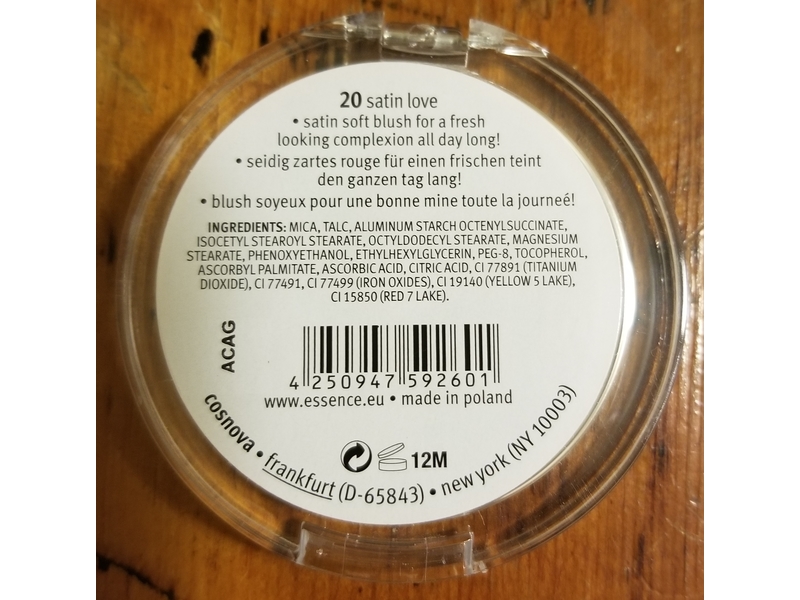 20 satin love
• satin soft blush for a fresh
looking complexion all day long!
• seidig zartes rouge für einen frischen teint
den ganzen tag lang!
• blush soyeux pour une bonne mine toute la journeé!
INGREDIENTS: MICA, TALC, ALUMINUM STARCH OCTENYLSUCCINATE,
ISOCETYL STEAROYL STEARATE, OCTYLDODECYL STEARATE, MAGNESIUM
STEARATE, PHENOXYETHANOL, ETHYLHEXYLGLYCERIN, PEG-8, TOCOPHEROL,
ASCORBYL PALMITATE, ASCORBIC ACID, CITRIC ACID, CI 77891 (TITANIUM
DIOXIDE), CI 77491, CI 77499 (IRON OXIDES), CI 19140 (YELLOW 5 LAKE),
CI 15850 (RED 7 LAKE).
ACAG
4 250947 592601
www.essence.eu • made in poland
12M
cosnova • frankfurt (D-65843) • new york (NY 10003)